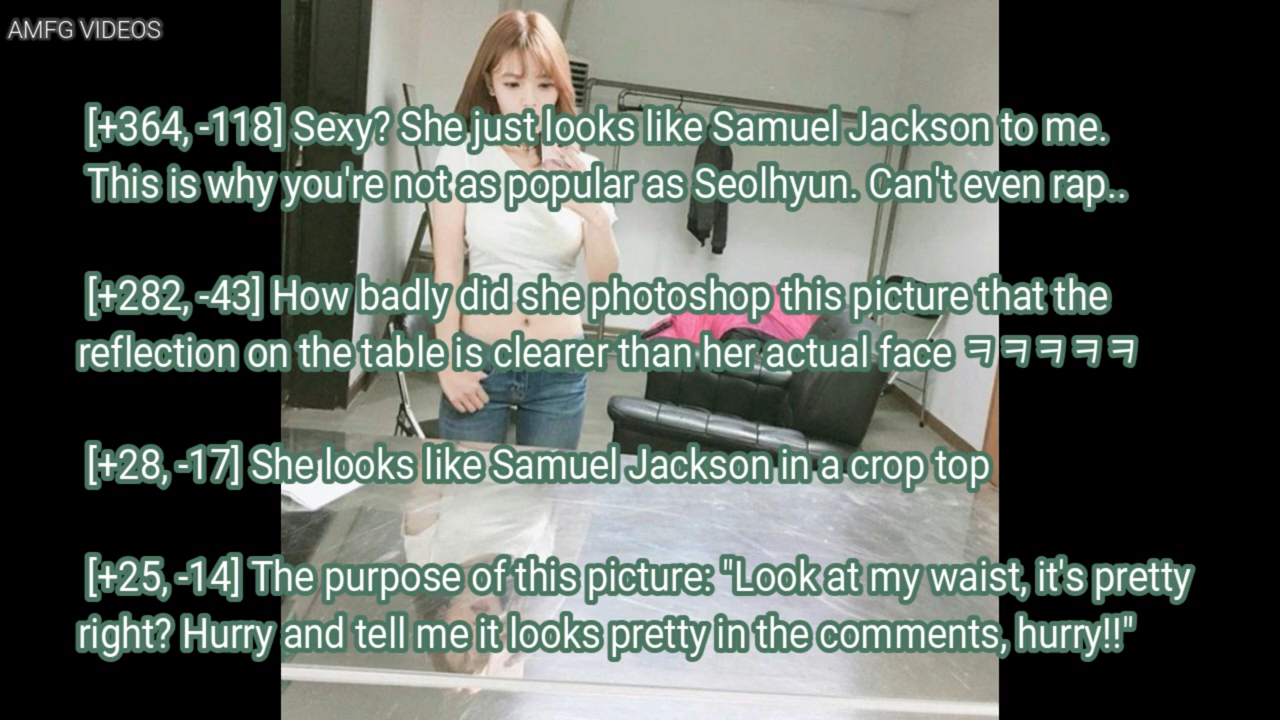 AMFG VIDEOS
[+364, -118] Sexy? She just looks like Samuel Jackson to me.
This is why you're not as popular as Seolhyun. Can't even rap..
[+282, -43] How badly did she photoshop this picture that the
reflection on the table is clearer than her actual face ㅋㅋㅋㅋㅋ
[+28, -17] She looks like Samuel Jackson in a crop top
[+25, -14] The purpose of this picture: "Look at my waist, it's pretty
right? Hurry and tell me it looks pretty in the comments, hurry!!"